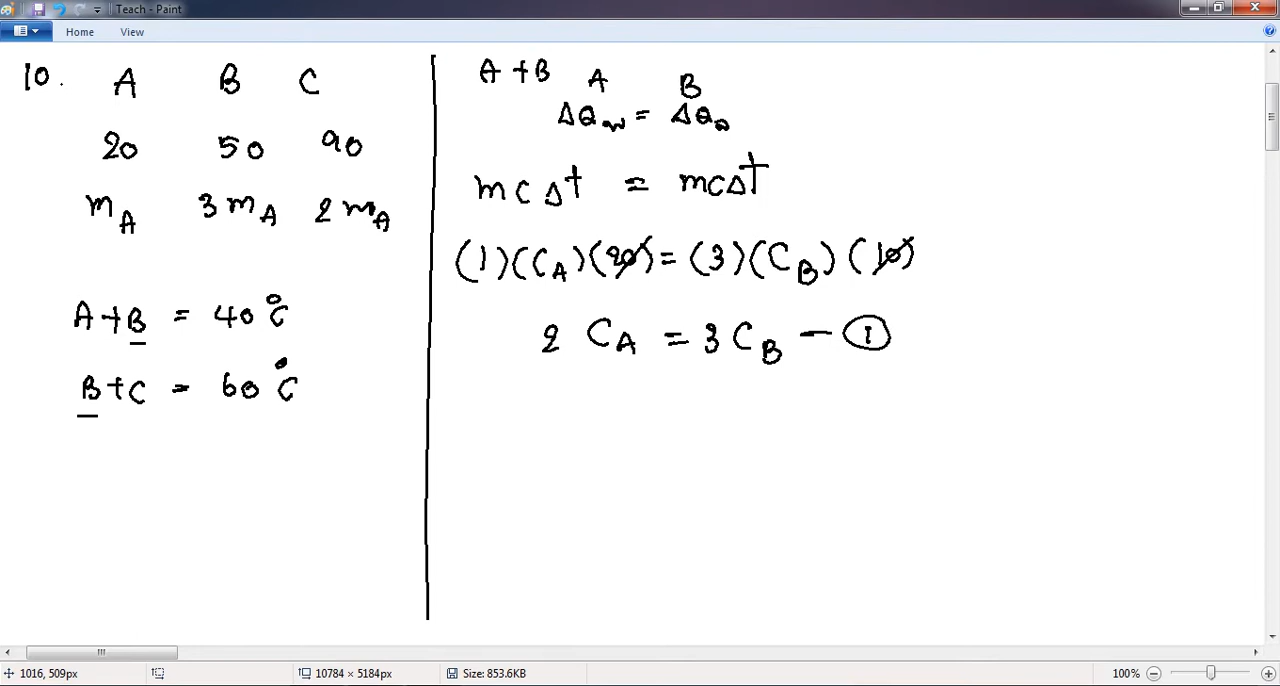 Teach - Paint
Home View
10. A B C
20 50 90
mA 3mA 2mA
A+B = 40°C
B+C = 60°C
A+B A B
ΔQ = ΔQ
mcΔt = mcΔt
(1)(CA)(20) = (3)(CB)(10)
2 CA = 3 CB - ①
1016, 509px 10784 × 5184px Size: 853.6KB 100%